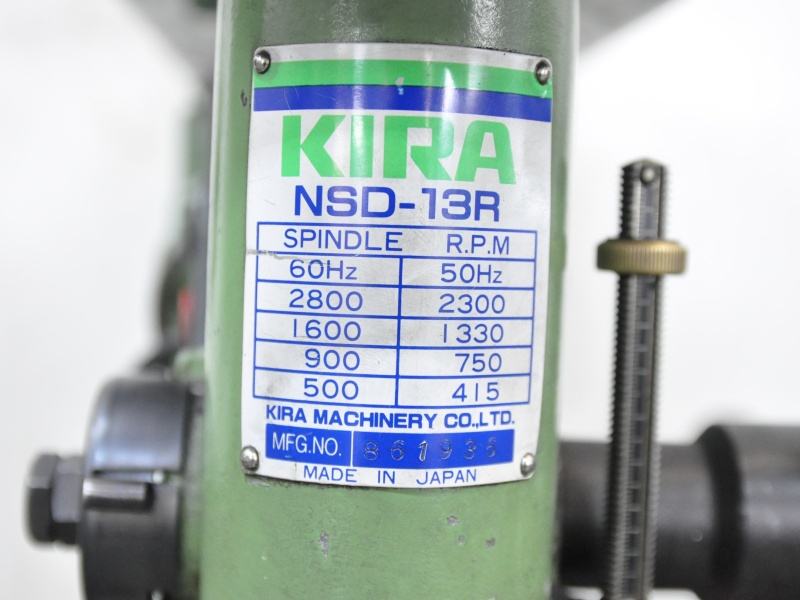 KIRA
NSD-13R
SPINDLE R.P.M
60Hz 50Hz
2800 2300
1600 1330
900 750
500 415
KIRA MACHINERY CO.,LTD.
MFG.NO. 861936
MADE IN JAPAN